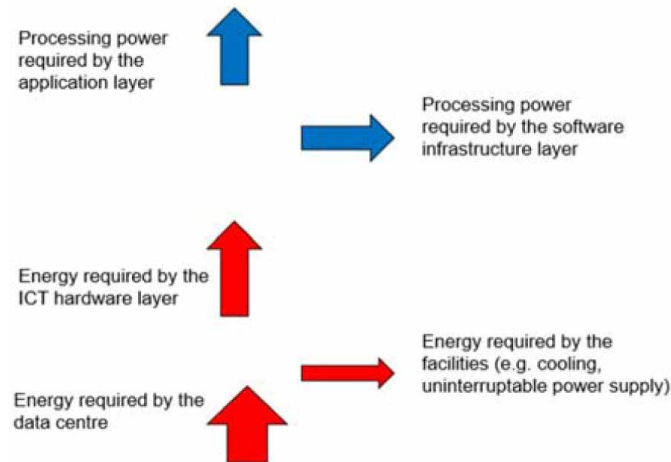 Processing power
required by the
application layer
Processing power
required by the software
infrastructure layer
Energy required by the
ICT hardware layer
Energy required by the
facilities (e.g. cooling,
uninterruptable power supply)
Energy required by the
data centre